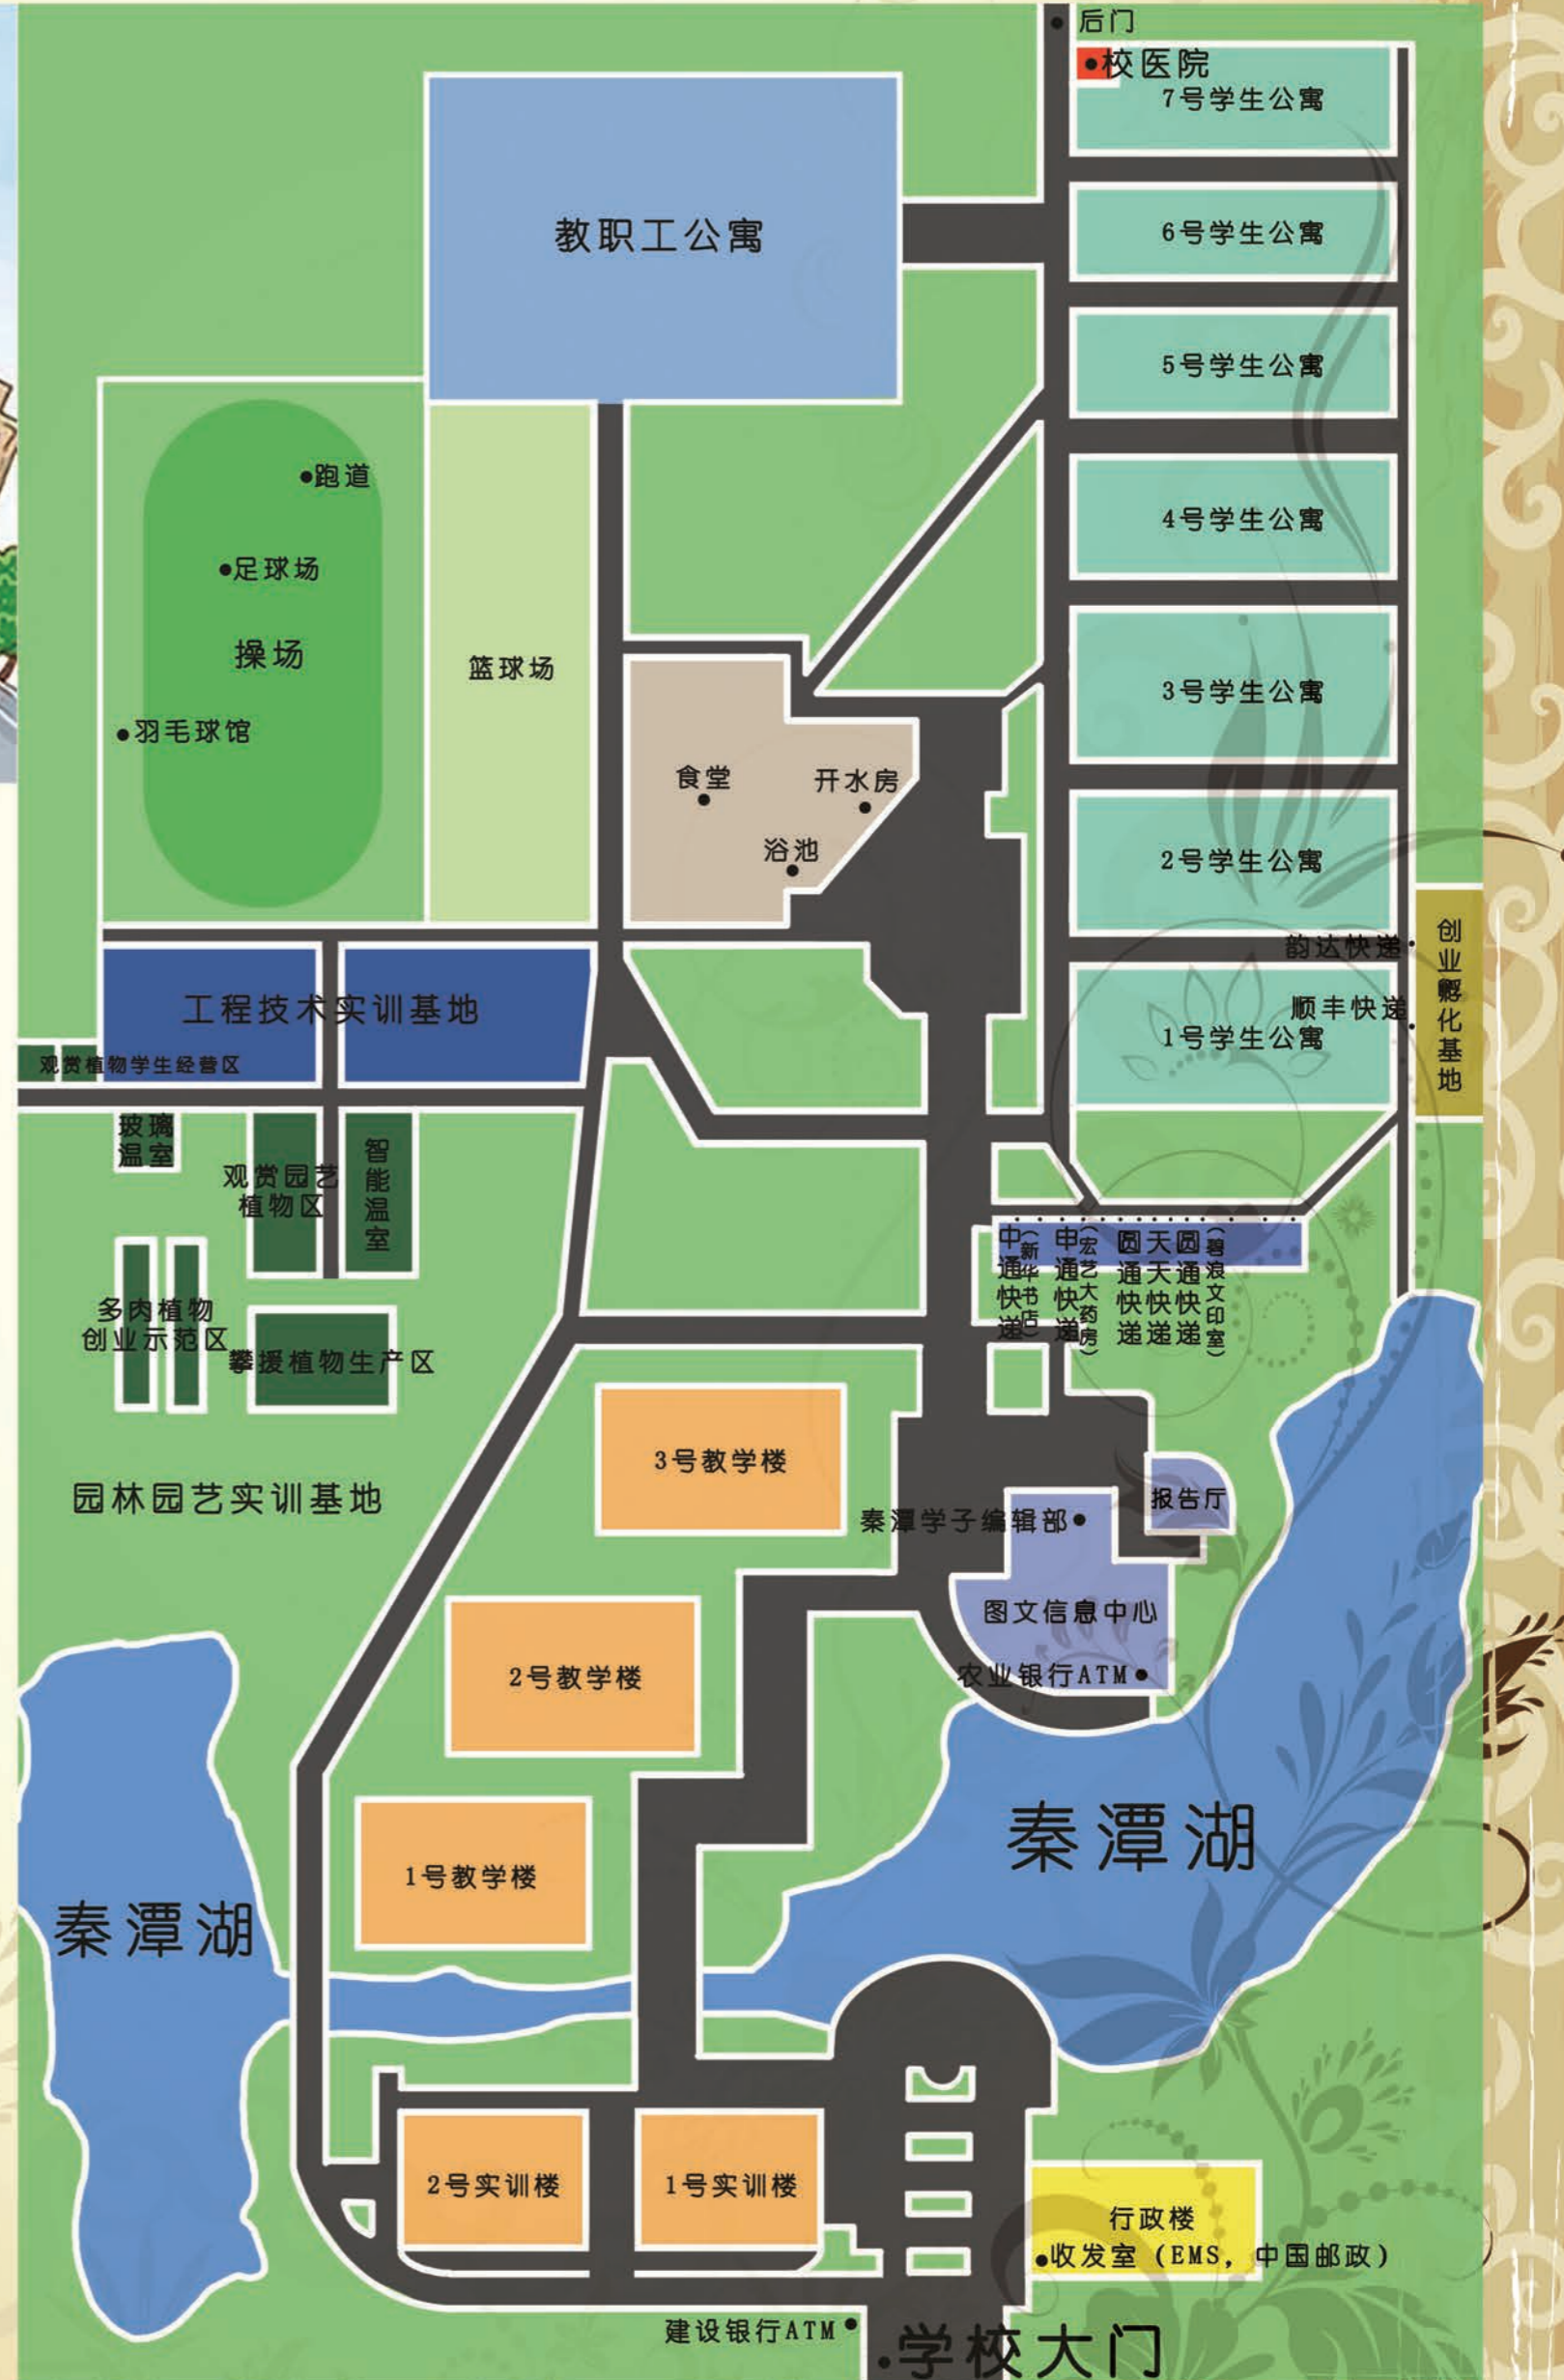 后门
校医院
7号学生公寓
教职工公寓
6号学生公寓
5号学生公寓
跑道
4号学生公寓
足球场
操场
篮球场
3号学生公寓
羽毛球馆
食堂
开水房
浴池
2号学生公寓
韵达快递
创业孵化基地
工程技术实训基地
顺丰快递
1号学生公寓
观赏植物学生经营区
玻璃
温室
观赏园艺
植物区
智能温室
中通快递
(新华书店)
申通快递
(宏艺大药房)
圆通快递
天天快递
圆通快递
(碧浪文印室)
多肉植物
创业示范区
攀援植物生产区
3号教学楼
园林园艺实训基地
报告厅
秦潭学子编辑部
图文信息中心
2号教学楼
农业银行ATM
秦潭湖
1号教学楼
秦潭湖
2号实训楼
1号实训楼
行政楼
收发室（EMS，中国邮政）
建设银行ATM
学校大门